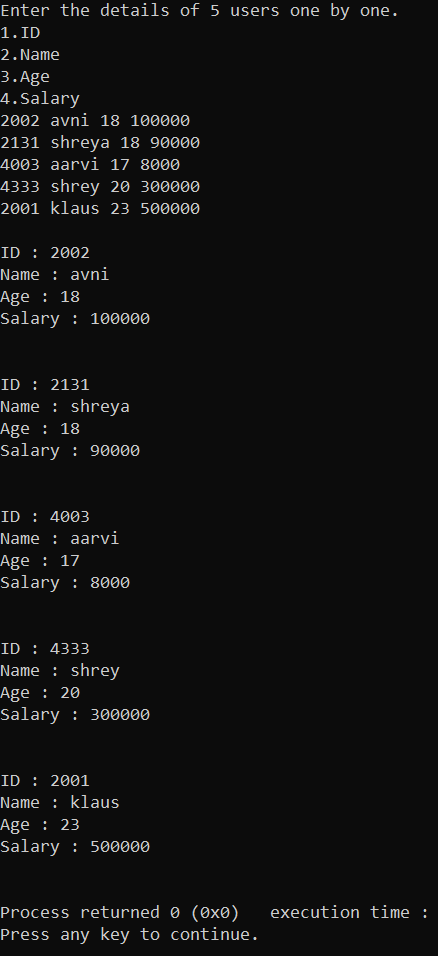 Enter the details of 5 users one by one.
1.ID
2.Name
3.Age
4.Salary
2002 avni 18 100000
2131 shreya 18 90000
4003 aarvi 17 8000
4333 shrey 20 300000
2001 klaus 23 500000
ID : 2002
Name : avni
Age : 18
Salary : 100000
ID : 2131
Name : shreya
Age : 18
Salary : 90000
ID : 4003
Name : aarvi
Age : 17
Salary : 8000
ID : 4333
Name : shrey
Age : 20
Salary : 300000
ID : 2001
Name : klaus
Age : 23
Salary : 500000
Process returned 0 (0x0)   execution time :
Press any key to continue.